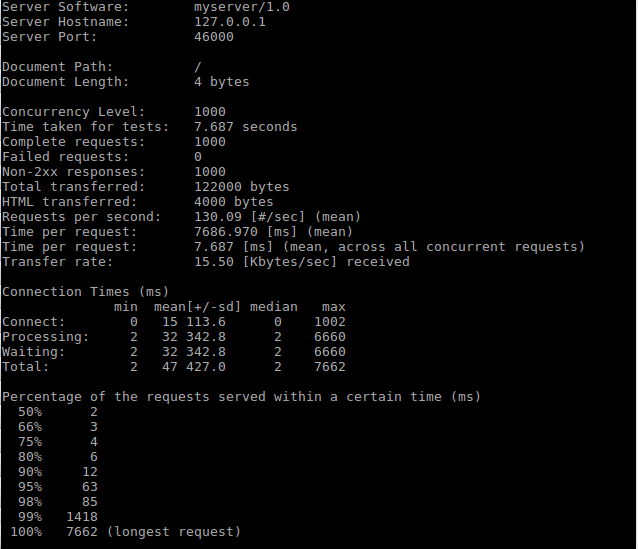 Server Software:        myserver/1.0
Server Hostname:        127.0.0.1
Server Port:            46000

Document Path:          /
Document Length:        4 bytes

Concurrency Level:      1000
Time taken for tests:   7.687 seconds
Complete requests:      1000
Failed requests:        0
Non-2xx responses:      1000
Total transferred:      122000 bytes
HTML transferred:       4000 bytes
Requests per second:    130.09 [#/sec] (mean)
Time per request:       7686.970 [ms] (mean)
Time per request:       7.687 [ms] (mean, across all concurrent requests)
Transfer rate:          15.50 [Kbytes/sec] received

Connection Times (ms)
              min  mean[+/-sd] median   max
Connect:        0   15 113.6      0    1002
Processing:     2   32 342.8      2    6660
Waiting:        2   32 342.8      2    6660
Total:          2   47 427.0      2    7662

Percentage of the requests served within a certain time (ms)
  50%      2
  66%      3
  75%      4
  80%      6
  90%     12
  95%     63
  98%     85
  99%   1418
 100%   7662 (longest request)